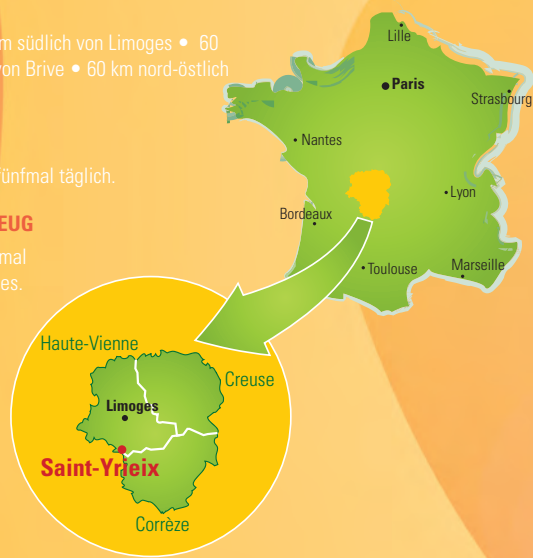 m südlich von Limoges • 60
von Brive • 60 km nord-östlich
fünfmal täglich.
EUG
mal
es.
Lille
Paris
Strasbourg
Nantes
Lyon
Bordeaux
Toulouse
Marseille
Haute-Vienne
Creuse
Limoges
Saint-Yrieix
Corrèze